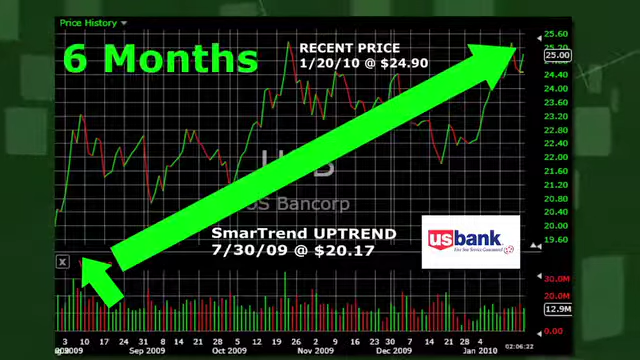 Price History
6 Months
RECENT PRICE
1/20/10 @ $24.90
25.60
25.20
25.00
24.40
24.00
23.60
23.20
22.80
22.40
22.00
21.60
21.20
20.80
20.40
20.00
19.60
US Bancorp
SmarTrend UPTREND
7/30/09 @ $20.17
usbank
Five Star Service Guaranteed
X
30.0M
20.0M
12.9M
0.00
3 10 17 24 8 14 21 28 5 12 19 26 2 9 16 23 30 7 14 21 28 4
Sep 2009 Oct 2009 Nov 2009 Dec 2009 Jan 2010 02:06:22